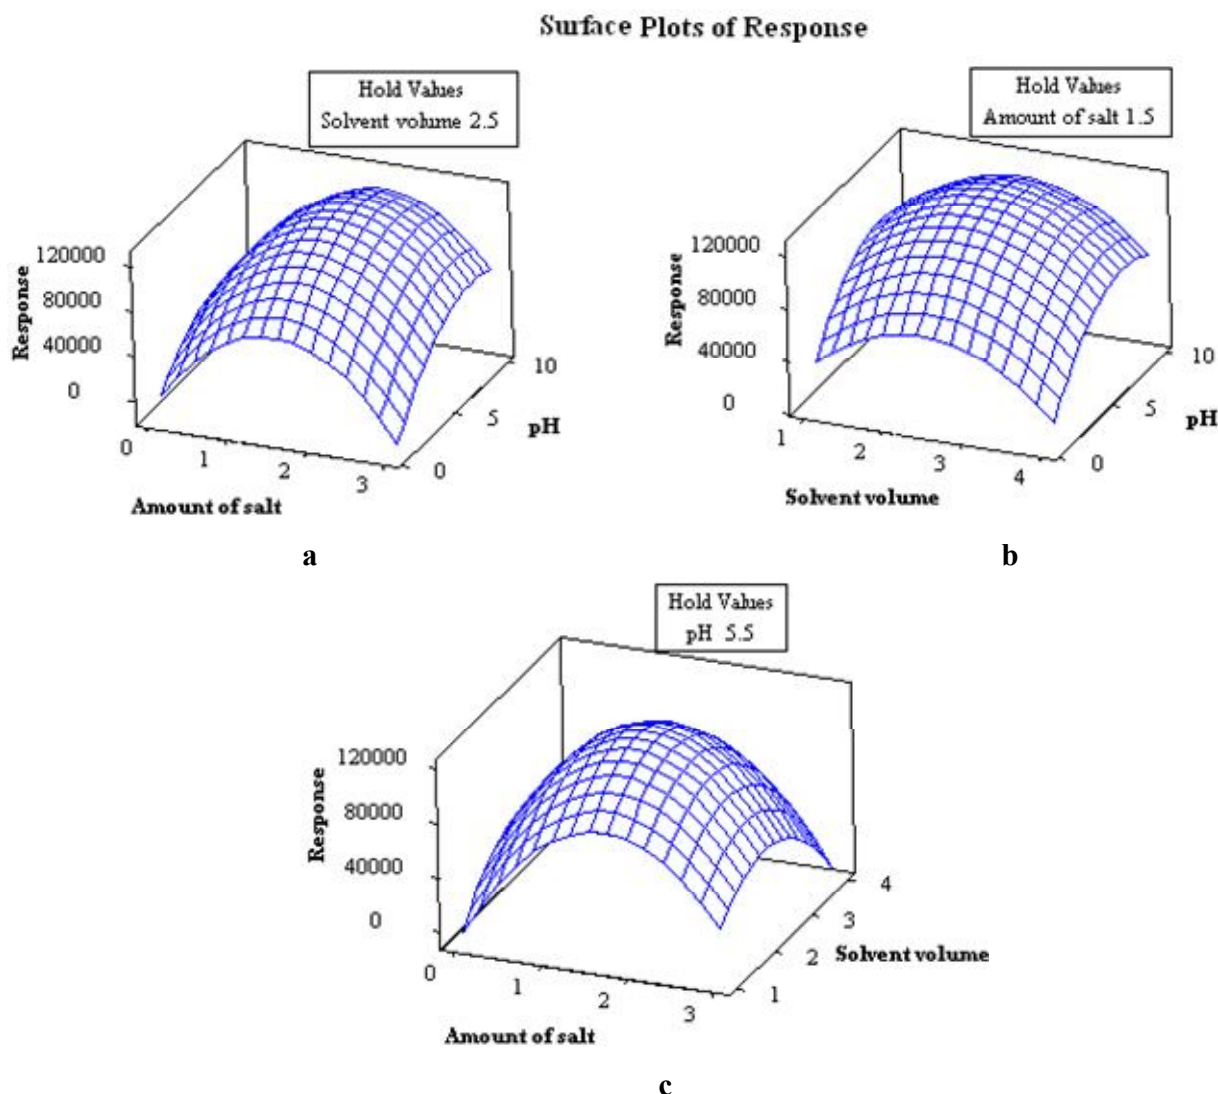 Surface Plots of Response
Hold Values
Solvent volume 2.5
120000
80000
40000
0
Response
0
1
2
3
Amount of salt
0
5
10
pH
a
Hold Values
Amount of salt 1.5
120000
80000
40000
0
Response
1
2
3
4
Solvent volume
0
5
10
pH
b
Hold Values
pH 5.5
120000
80000
40000
0
Response
0
1
2
3
Amount of salt
1
2
3
4
Solvent volume
c